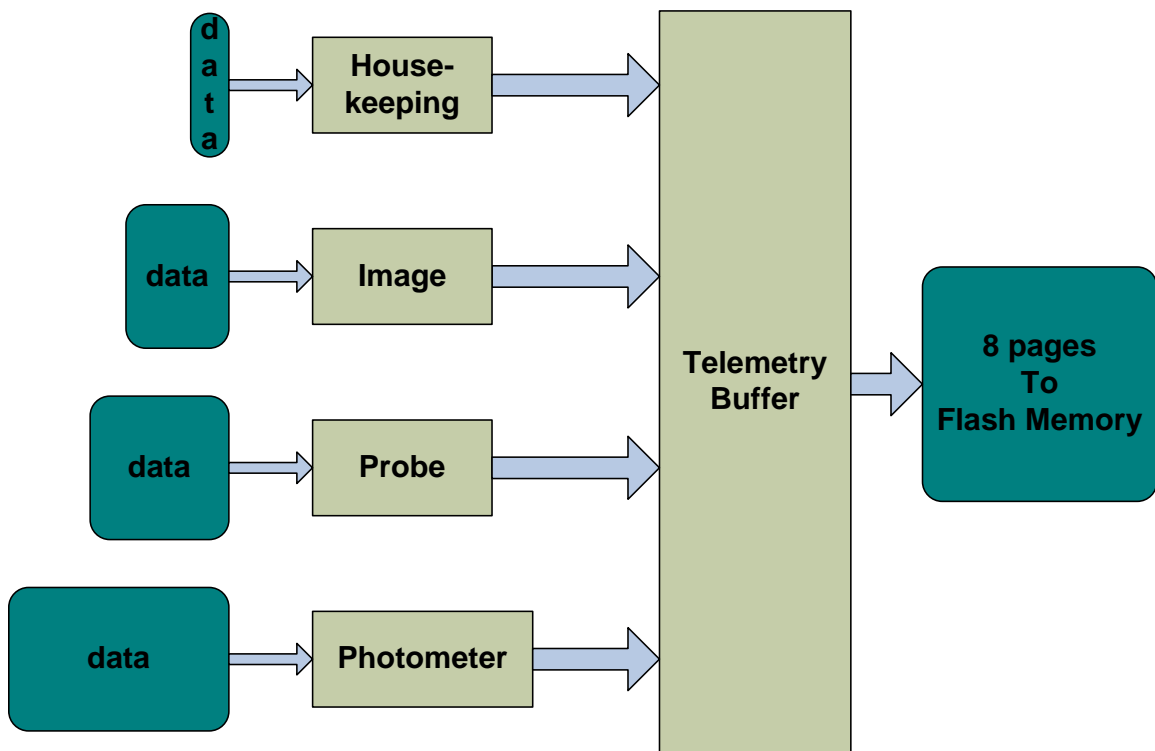 d
a
t
a
House-
keeping
data
Image
data
Probe
data
Photometer
Telemetry
Buffer
8 pages
To
Flash Memory